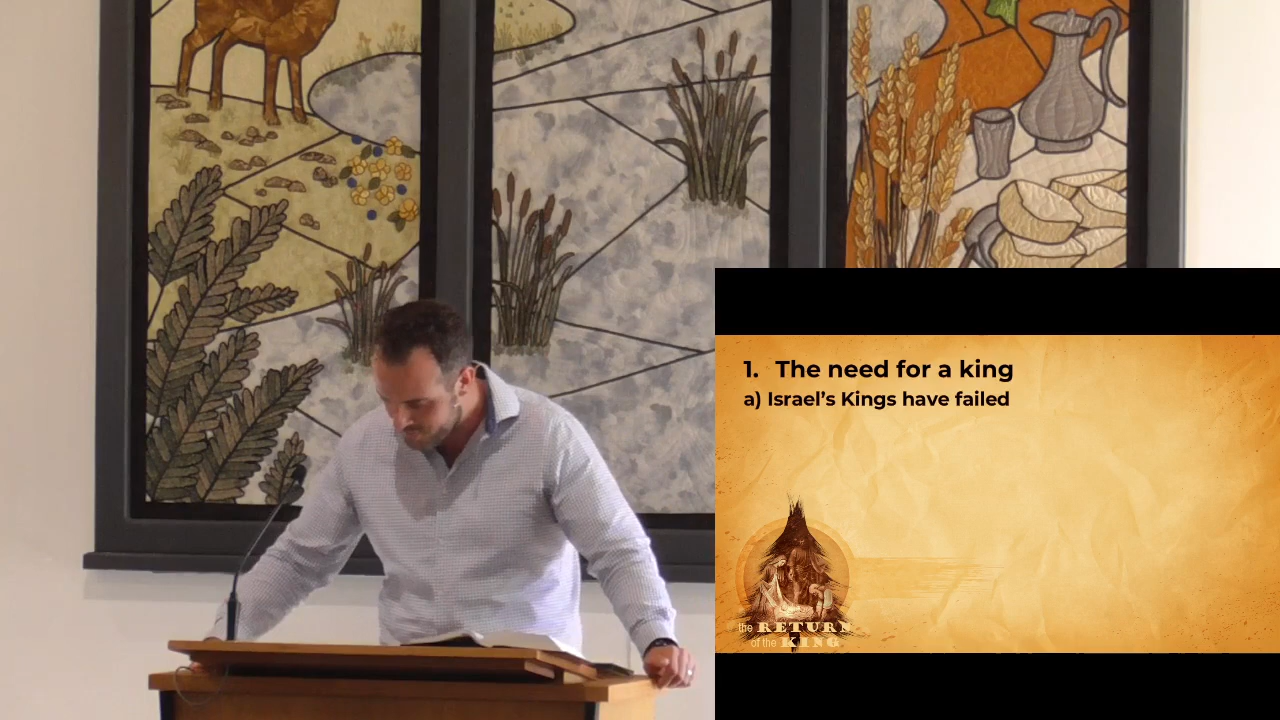 1. The need for a king
a) Israel’s Kings have failed
the RETURN
of the KING